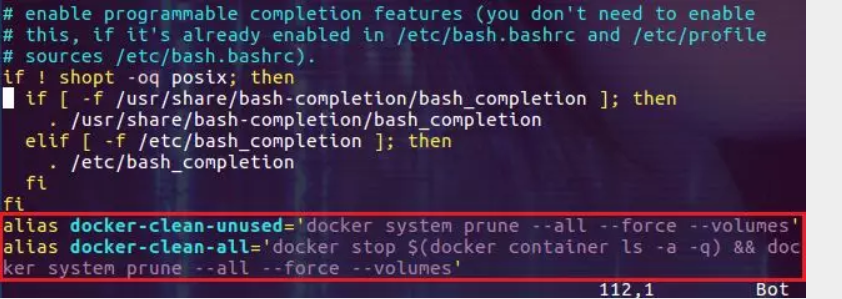 # enable programmable completion features (you don't need to enable
# this, if it's already enabled in /etc/bash.bashrc and /etc/profile
# sources /etc/bash.bashrc).
if ! shopt -oq posix; then
  if [ -f /usr/share/bash-completion/bash_completion ]; then
    . /usr/share/bash-completion/bash_completion
  elif [ -f /etc/bash_completion ]; then
    . /etc/bash_completion
  fi
fi
alias docker-clean-unused='docker system prune --all --force --volumes'
alias docker-clean-all='docker stop $(docker container ls -a -q) && doc
ker system prune --all --force --volumes'
112,1 Bot